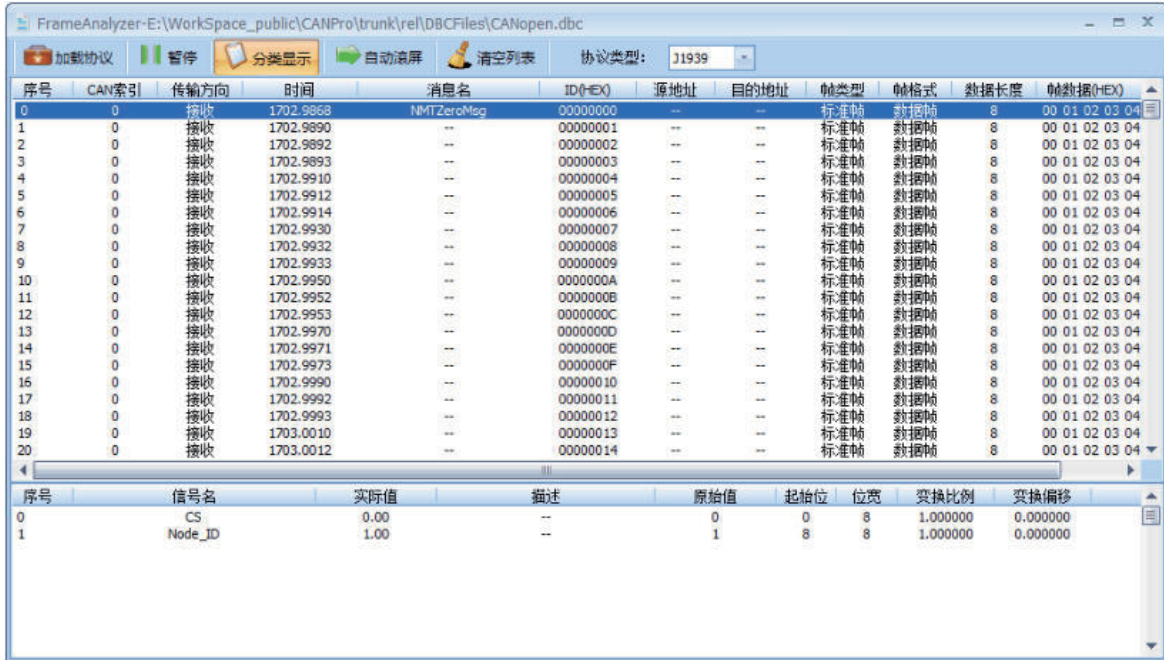 FrameAnalyzer-E:\WorkSpace_public\CANPro\trunk\rel\DBCFiles\CANopen.dbc
加载协议 暂停 分类显示 自动滚屏 清空列表 协议类型: J1939
序号 CAN索引 传输方向 时间 消息名 ID(HEX) 源地址 目的地址 帧类型 帧格式 数据长度 帧数据(HEX)
0 0 接收 1702.9868 NMTZeroMsg 00000000 -- -- 标准帧 数据帧 8 00 01 02 03 04
1 0 接收 1702.9890 -- 00000001 -- -- 标准帧 数据帧 8 00 01 02 03 04
2 0 接收 1702.9892 -- 00000002 -- -- 标准帧 数据帧 8 00 01 02 03 04
3 0 接收 1702.9893 -- 00000003 -- -- 标准帧 数据帧 8 00 01 02 03 04
4 0 接收 1702.9910 -- 00000004 -- -- 标准帧 数据帧 8 00 01 02 03 04
5 0 接收 1702.9912 -- 00000005 -- -- 标准帧 数据帧 8 00 01 02 03 04
6 0 接收 1702.9914 -- 00000006 -- -- 标准帧 数据帧 8 00 01 02 03 04
7 0 接收 1702.9930 -- 00000007 -- -- 标准帧 数据帧 8 00 01 02 03 04
8 0 接收 1702.9932 -- 00000008 -- -- 标准帧 数据帧 8 00 01 02 03 04
9 0 接收 1702.9933 -- 00000009 -- -- 标准帧 数据帧 8 00 01 02 03 04
10 0 接收 1702.9950 -- 0000000A -- -- 标准帧 数据帧 8 00 01 02 03 04
11 0 接收 1702.9952 -- 0000000B -- -- 标准帧 数据帧 8 00 01 02 03 04
12 0 接收 1702.9953 -- 0000000C -- -- 标准帧 数据帧 8 00 01 02 03 04
13 0 接收 1702.9970 -- 0000000D -- -- 标准帧 数据帧 8 00 01 02 03 04
14 0 接收 1702.9971 -- 0000000E -- -- 标准帧 数据帧 8 00 01 02 03 04
15 0 接收 1702.9973 -- 0000000F -- -- 标准帧 数据帧 8 00 01 02 03 04
16 0 接收 1702.9990 -- 00000010 -- -- 标准帧 数据帧 8 00 01 02 03 04
17 0 接收 1702.9992 -- 00000011 -- -- 标准帧 数据帧 8 00 01 02 03 04
18 0 接收 1702.9993 -- 00000012 -- -- 标准帧 数据帧 8 00 01 02 03 04
19 0 接收 1703.0010 -- 00000013 -- -- 标准帧 数据帧 8 00 01 02 03 04
20 0 接收 1703.0012 -- 00000014 -- -- 标准帧 数据帧 8 00 01 02 03 04
序号 信号名 实际值 描述 原始值 起始位 位宽 变换比例 变换偏移
0 CS 0.00 -- 0 0 8 1.000000 0.000000
1 Node_ID 1.00 -- 1 8 8 1.000000 0.000000